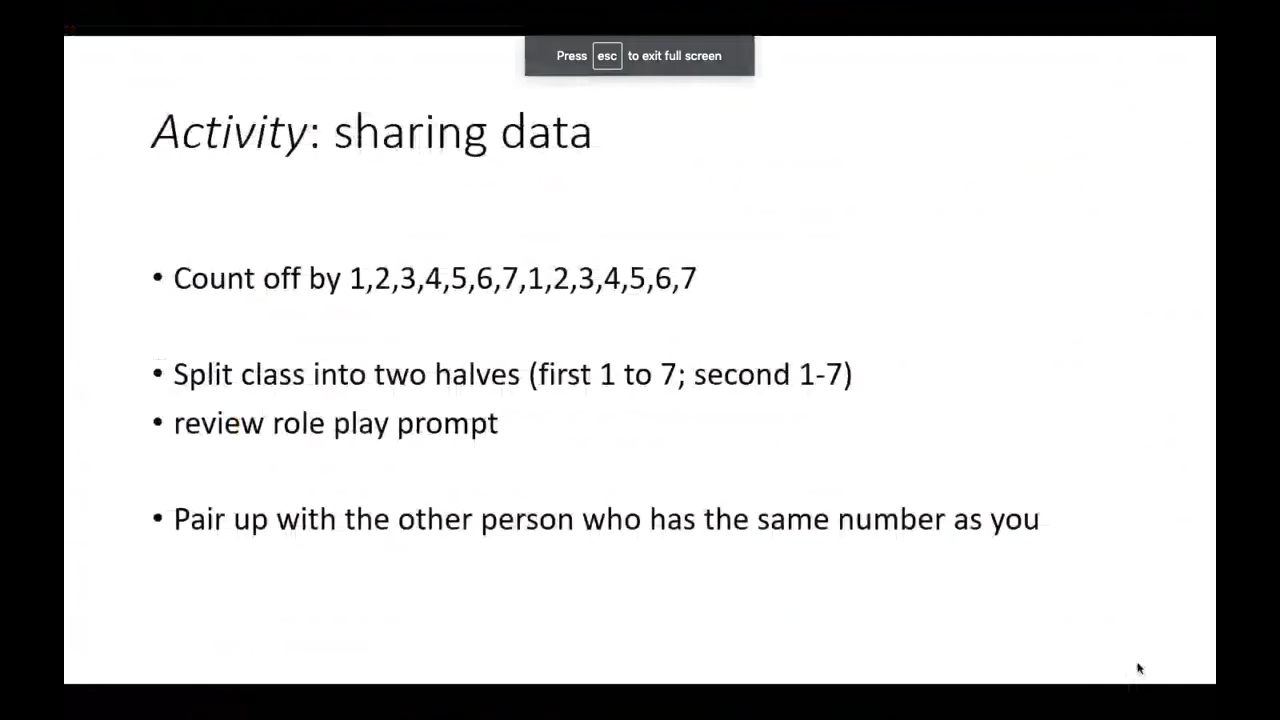 Press esc to exit full screen
Activity: sharing data
• Count off by 1,2,3,4,5,6,7,1,2,3,4,5,6,7
• Split class into two halves (first 1 to 7; second 1-7)
• review role play prompt
• Pair up with the other person who has the same number as you